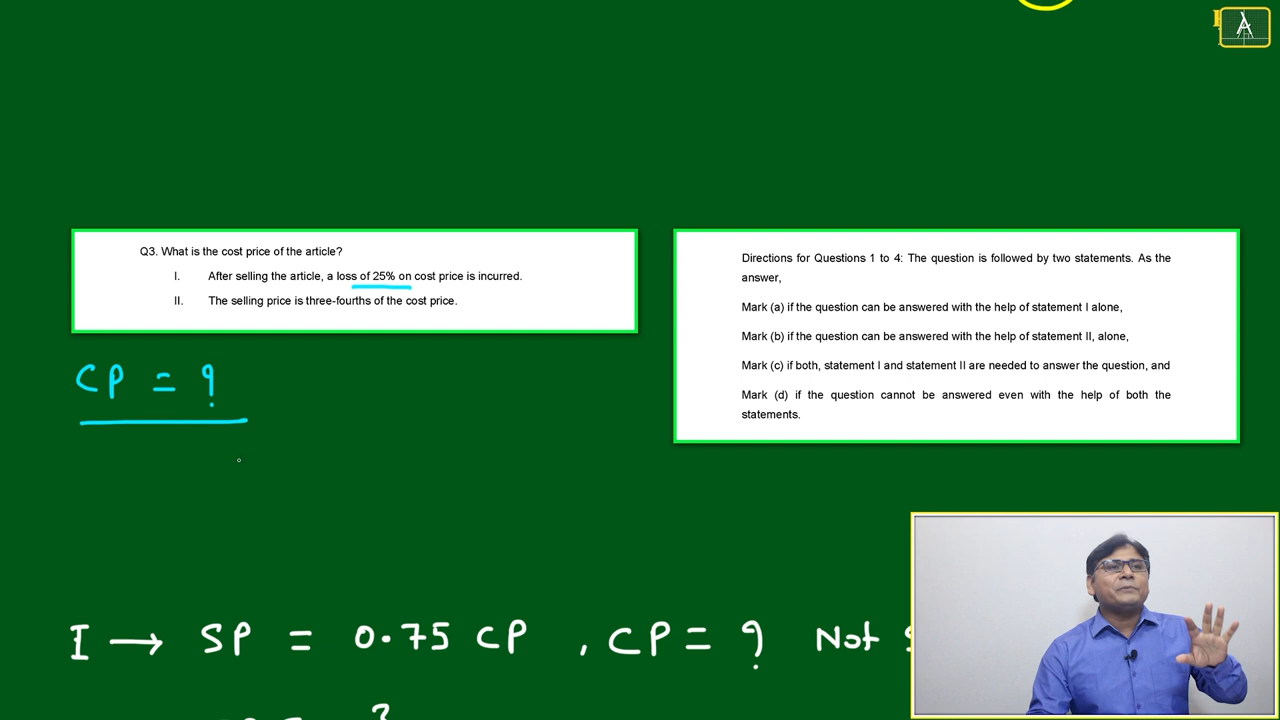 Q3. What is the cost price of the article?
I. After selling the article, a loss of 25% on cost price is incurred.
II. The selling price is three-fourths of the cost price.
Directions for Questions 1 to 4: The question is followed by two statements. As the
answer,
Mark (a) if the question can be answered with the help of statement I alone,
Mark (b) if the question can be answered with the help of statement II, alone,
Mark (c) if both, statement I and statement II are needed to answer the question, and
Mark (d) if the question cannot be answered even with the help of both the
statements.
CP = ?
I → SP = 0.75 CP , CP = ? Not